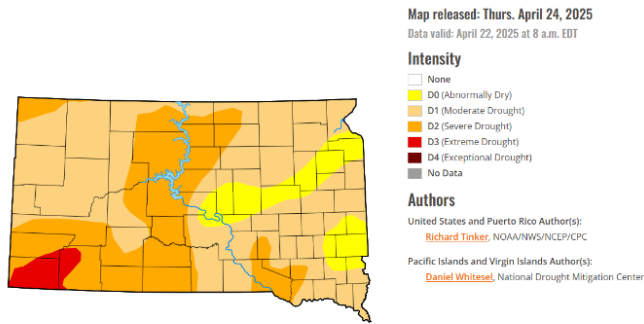 Map released: Thurs. April 24, 2025
Data valid: April 22, 2025 at 8 a.m. EDT
Intensity
None
D0 (Abnormally Dry)
D1 (Moderate Drought)
D2 (Severe Drought)
D3 (Extreme Drought)
D4 (Exceptional Drought)
No Data
Authors
United States and Puerto Rico Author(s):
Richard Tinker, NOAA/NWS/NCEP/CPC
Pacific Islands and Virgin Islands Author(s):
Daniel Whitesel, National Drought Mitigation Center